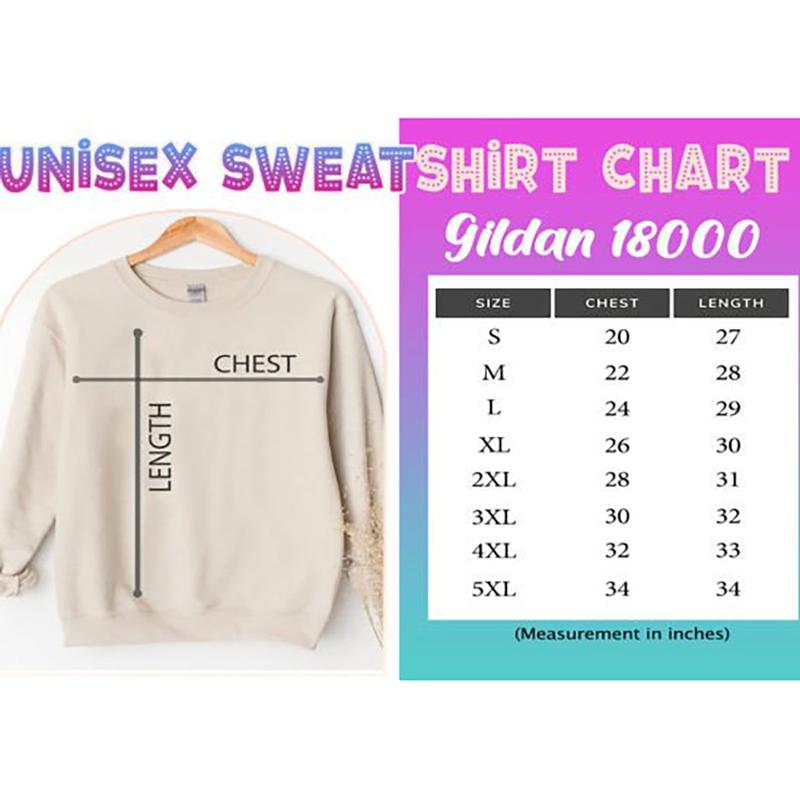 UNISEX SWEATSHIRT CHART
Gildan 18000
CHEST
LENGTH
SIZE CHEST LENGTH
S 20 27
M 22 28
L 24 29
XL 26 30
2XL 28 31
3XL 30 32
4XL 32 33
5XL 34 34
(Measurement in inches)